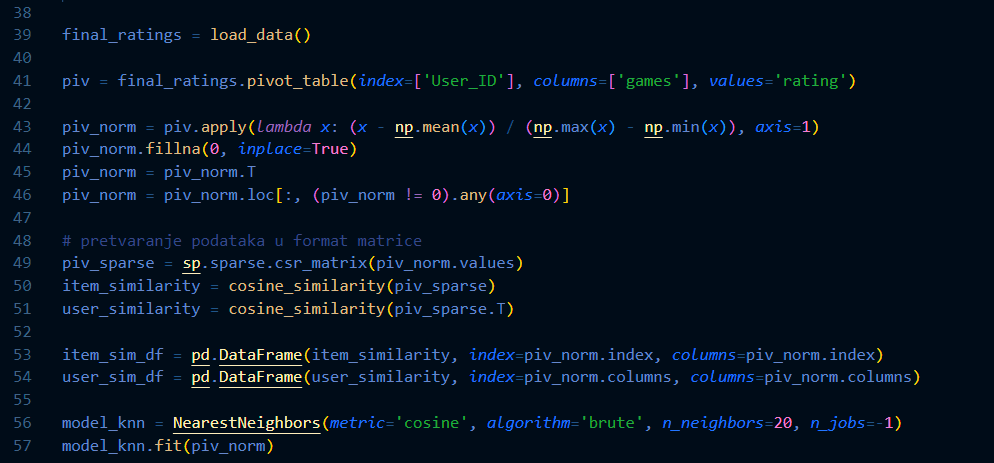 38
39 final_ratings = load_data()
40
41 piv = final_ratings.pivot_table(index=['User_ID'], columns=['games'], values='rating')
42
43 piv_norm = piv.apply(lambda x: (x - np.mean(x)) / (np.max(x) - np.min(x)), axis=1)
44 piv_norm.fillna(0, inplace=True)
45 piv_norm = piv_norm.T
46 piv_norm = piv_norm.loc[:, (piv_norm != 0).any(axis=0)]
47
48 # pretvaranje podataka u format matrice
49 piv_sparse = sp.sparse.csr_matrix(piv_norm.values)
50 item_similarity = cosine_similarity(piv_sparse)
51 user_similarity = cosine_similarity(piv_sparse.T)
52
53 item_sim_df = pd.DataFrame(item_similarity, index=piv_norm.index, columns=piv_norm.index)
54 user_sim_df = pd.DataFrame(user_similarity, index=piv_norm.columns, columns=piv_norm.columns)
55
56 model_knn = NearestNeighbors(metric='cosine', algorithm='brute', n_neighbors=20, n_jobs=-1)
57 model_knn.fit(piv_norm)